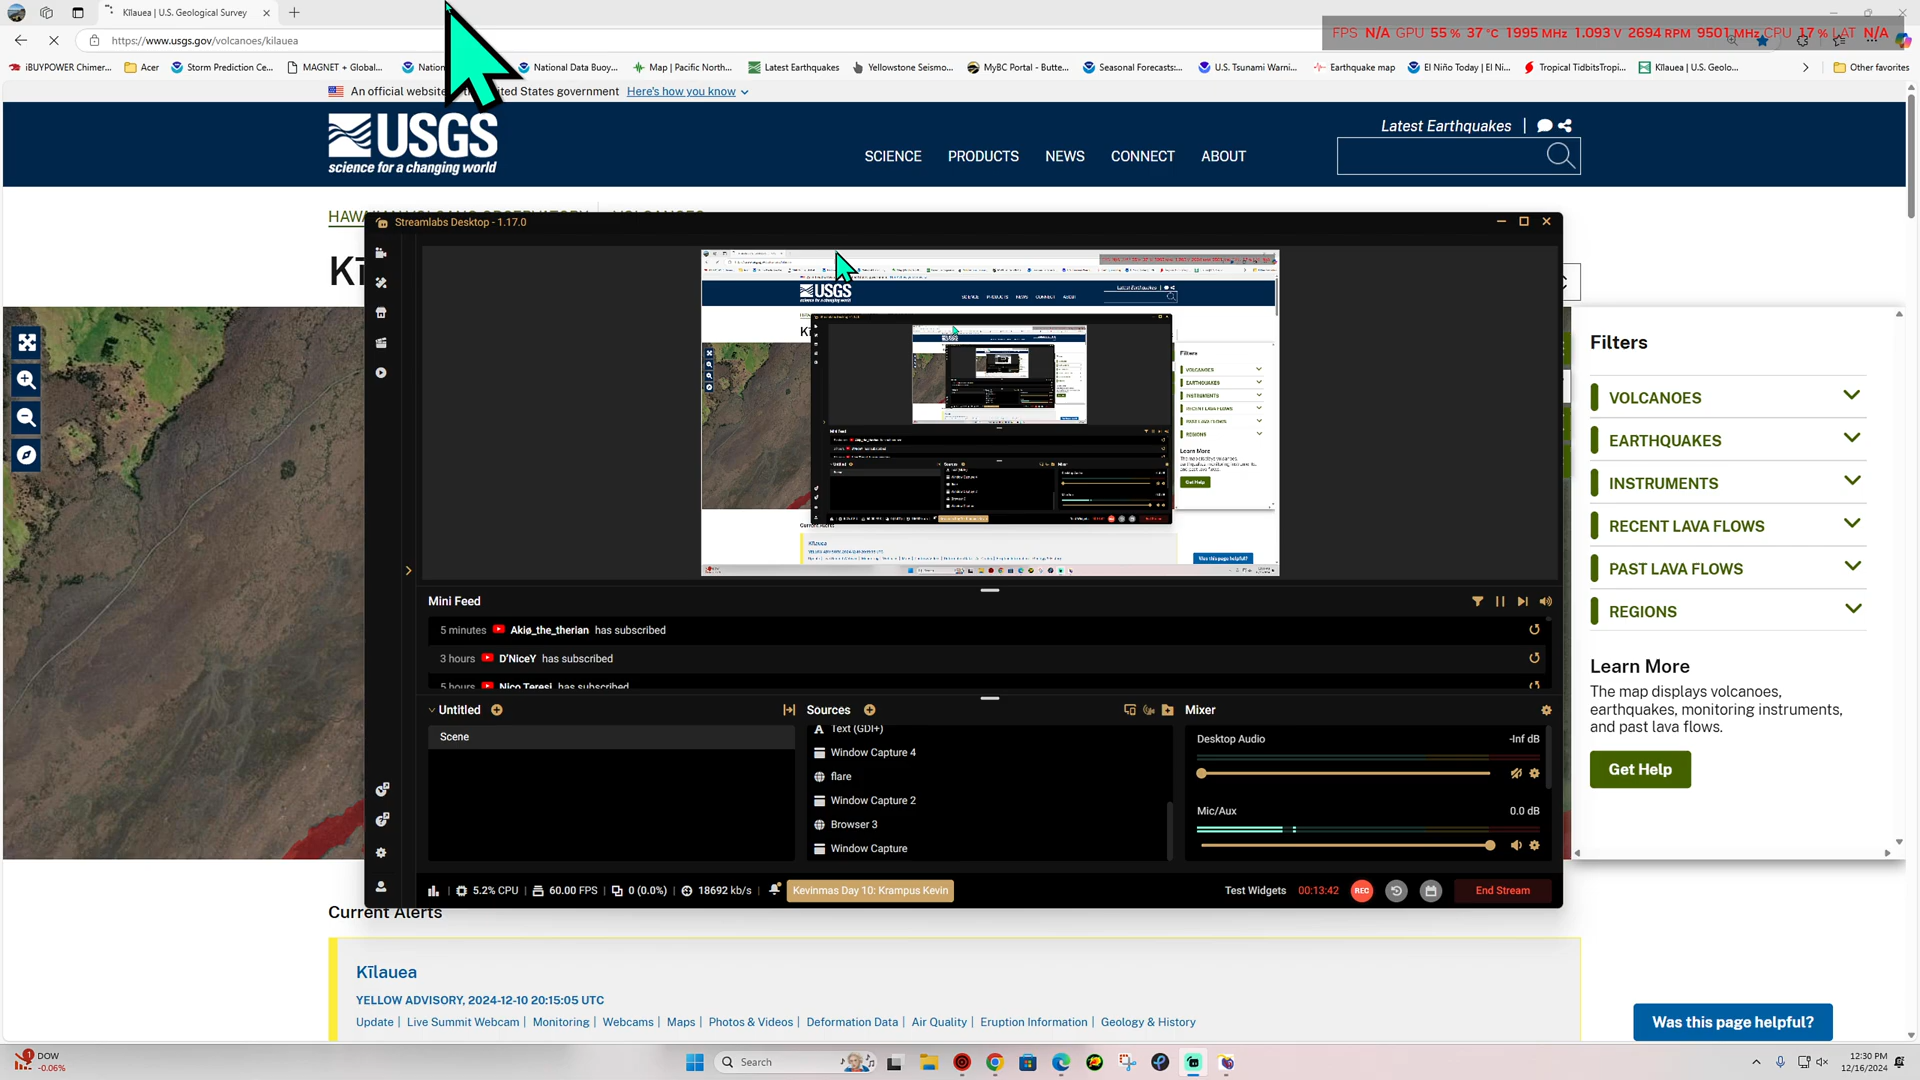 Kīlauea | U.S. Geological Survey
https://www.usgs.gov/volcanoes/kilauea
FPS N/A GPU 55 % 37 °C 1995 MHz 1.093 V 2694 RPM 9501 MHz CPU 17 % LAT N/A
iBUYPOWER Chimer... Acer Storm Prediction Ce... MAGNET + Global... Nation National Data Buoy... Map | Pacific North... Latest Earthquakes Yellowstone Seismo... MyBC Portal - Butte... Seasonal Forecasts:... U.S. Tsunami Warni... Earthquake map El Niño Today | El Ni... Tropical TidbitsTropi... Kīlauea | U.S. Geolo... Other favorites
An official website United States government Here's how you know
USGS
science for a changing world
Latest Earthquakes
SCIENCE PRODUCTS NEWS CONNECT ABOUT
Streamlabs Desktop - 1.17.0
Filters
VOLCANOES
EARTHQUAKES
INSTRUMENTS
RECENT LAVA FLOWS
PAST LAVA FLOWS
REGIONS
Learn More
The map displays volcanoes,
earthquakes, monitoring instruments,
and past lava flows.
Get Help
Mini Feed
5 minutes Akiø_the_therian has subscribed
3 hours D'NiceY has subscribed
5 hours Nico Teresi has subscribed
Untitled
Scene
Sources
Text (GDI+)
Window Capture 4
flare
Window Capture 2
Browser 3
Window Capture
Mixer
Desktop Audio -Inf dB
Mic/Aux 0.0 dB
5.2% CPU 60.00 FPS 0 (0.0%) 18692 kb/s Kevinmas Day 10: Krampus Kevin Test Widgets 00:13:42 REC End Stream
Current Alerts
Kīlauea
YELLOW ADVISORY, 2024-12-10 20:15:05 UTC
Update | Live Summit Webcam | Monitoring | Webcams | Maps | Photos & Videos | Deformation Data | Air Quality | Eruption Information | Geology & History
Was this page helpful?
DOW
-0.06%
Search
12:30 PM
12/16/2024